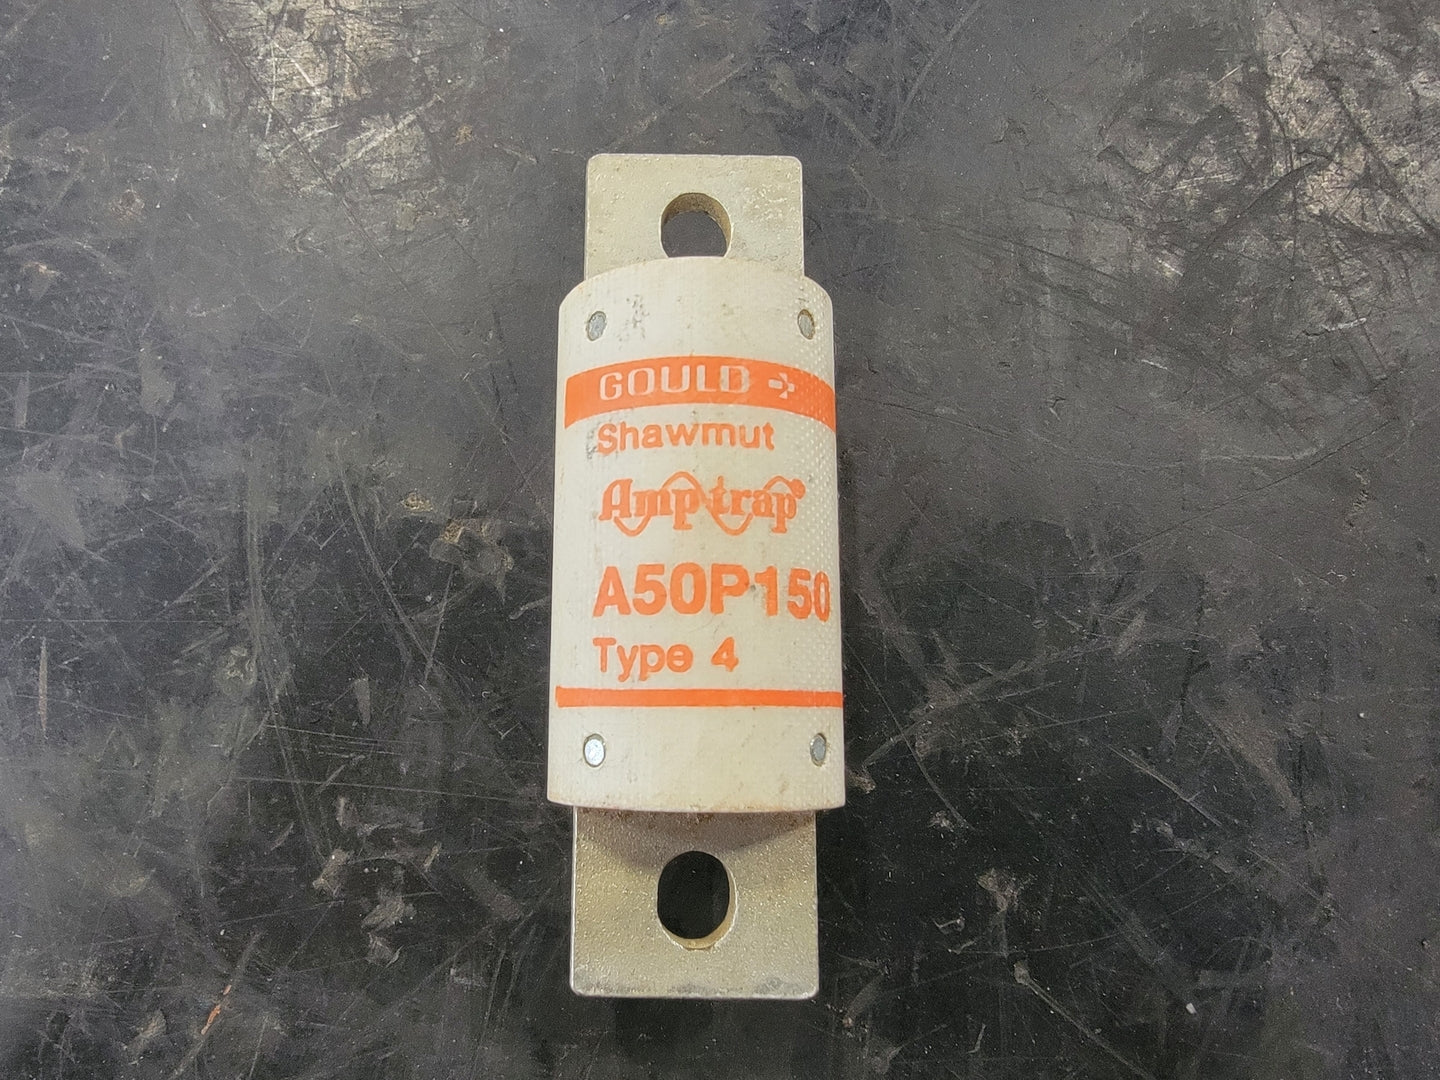 GOULD
Shawmut
Amp-trap®
A50P150
Type 4